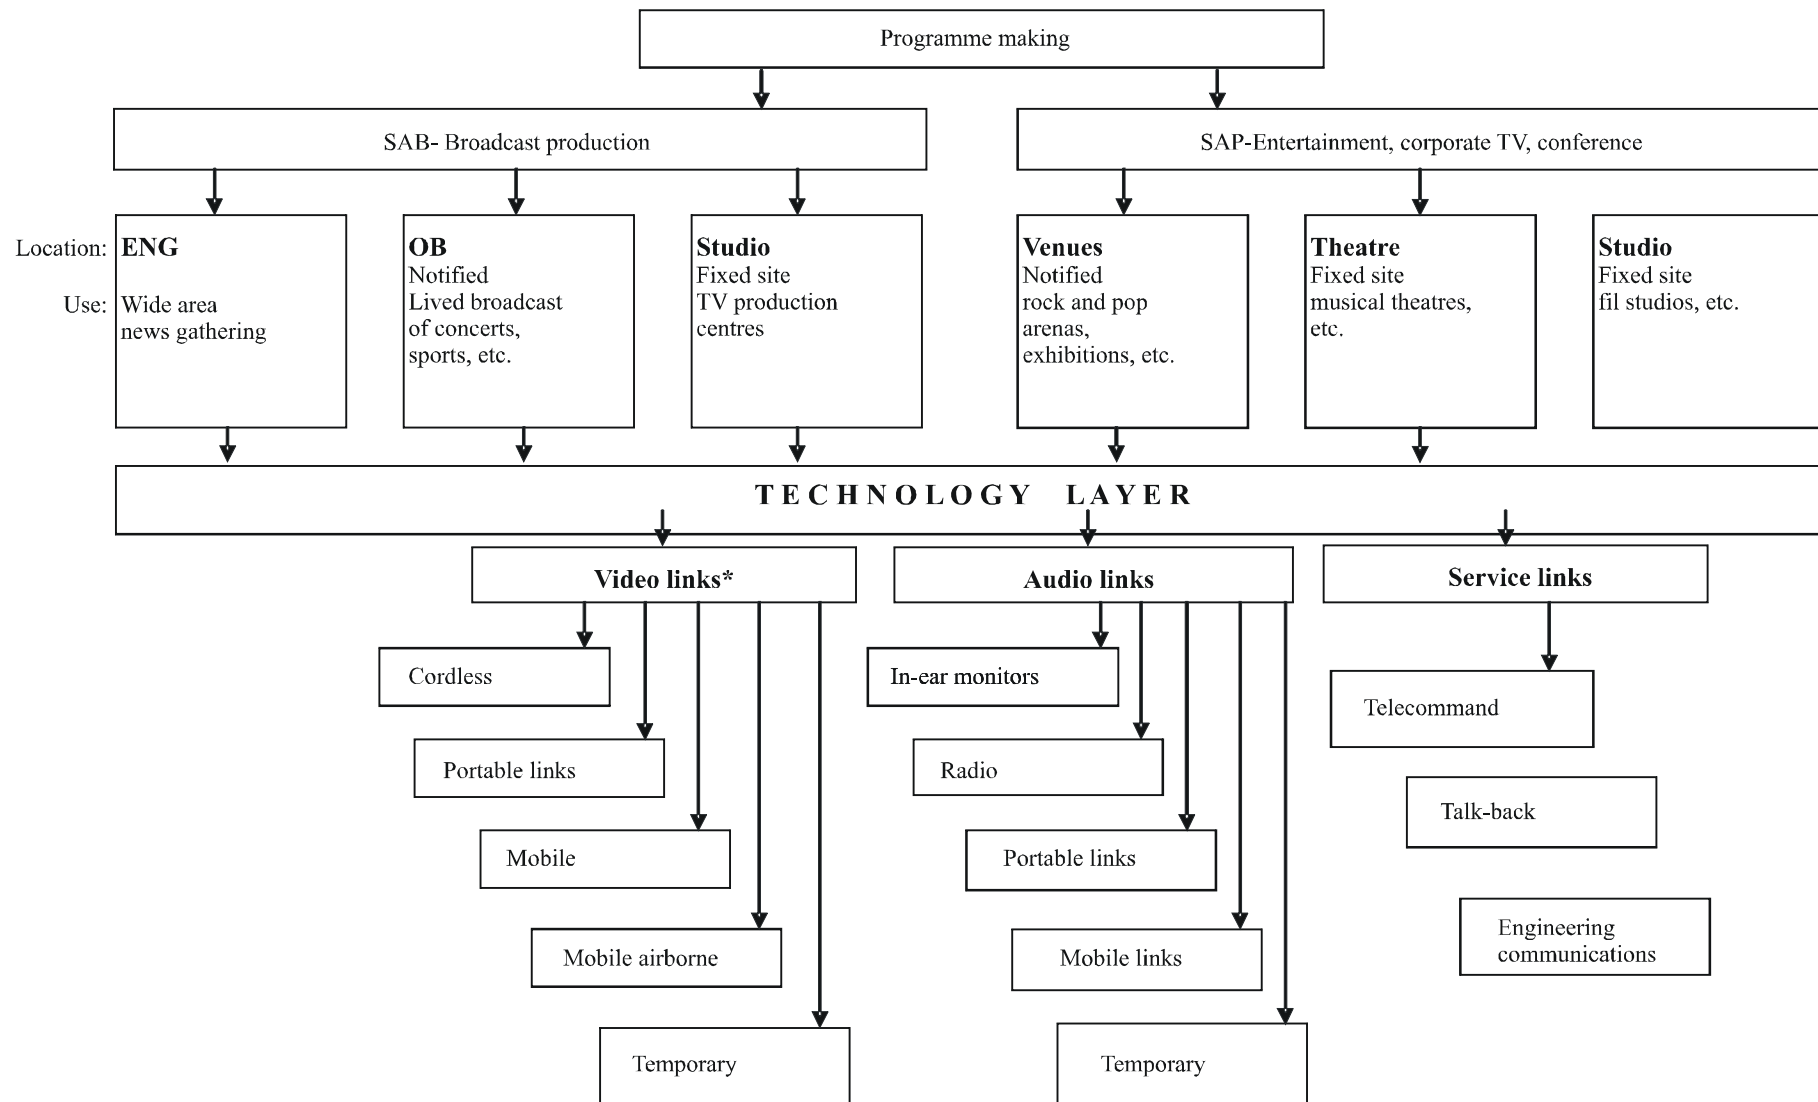 Programme making
SAB- Broadcast production
SAP-Entertainment, corporate TV, conference
Location:
Use:
ENG
Wide area
news gathering
OB
Notified
Lived broadcast
of concerts,
sports, etc.
Studio
Fixed site
TV production
centres
Venues
Notified
rock and pop
arenas,
exhibitions, etc.
Theatre
Fixed site
musical theatres,
etc.
Studio
Fixed site
fil studios, etc.
TECHNOLOGY LAYER
Video links*
Cordless
Portable links
Mobile
Mobile airborne
Temporary
Audio links
In-ear monitors
Radio
Portable links
Mobile links
Temporary
Service links
Telecommand
Talk-back
Engineering
communications